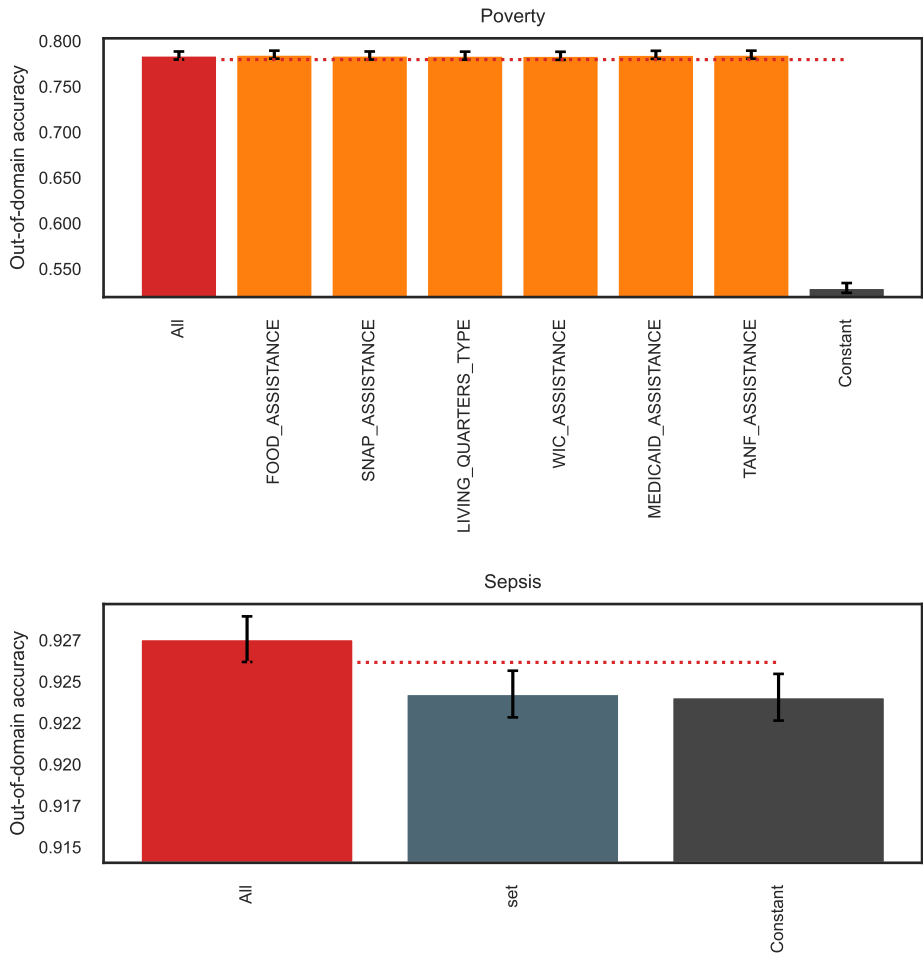 Poverty
Out-of-domain accuracy
0.800
0.750
0.700
0.650
0.600
0.550
All
FOOD_ASSISTANCE
SNAP_ASSISTANCE
LIVING_QUARTERS_TYPE
WIC_ASSISTANCE
MEDICAID_ASSISTANCE
TANF_ASSISTANCE
Constant
Sepsis
Out-of-domain accuracy
0.927
0.925
0.922
0.920
0.917
0.915
All
set
Constant